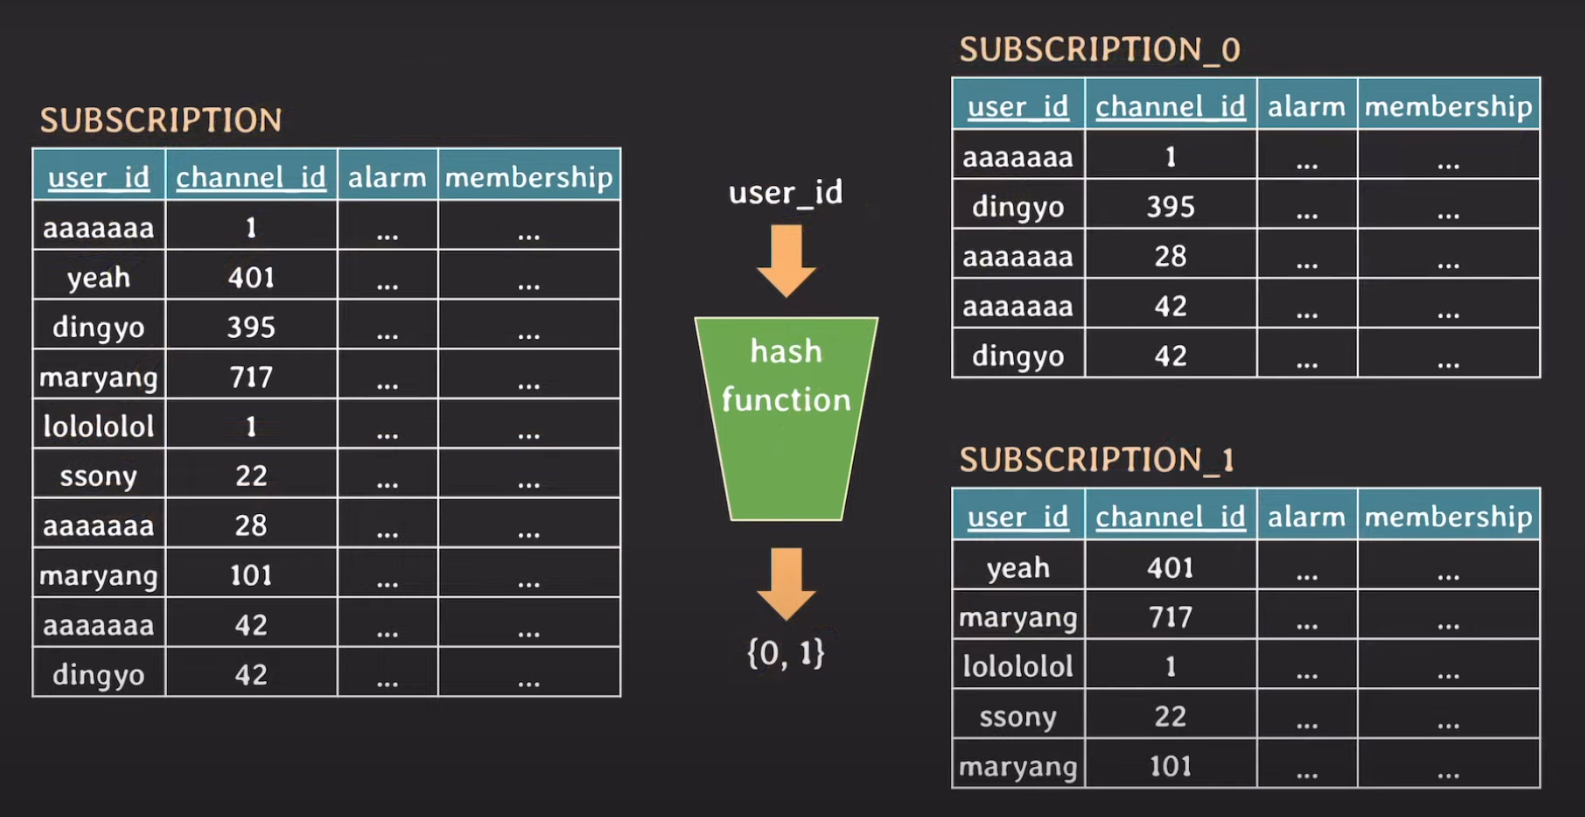 SUBSCRIPTION
user_id channel_id alarm membership
aaaaaaa 1 ... ...
yeah 401 ... ...
dingyo 395 ... ...
maryang 717 ... ...
lolololol 1 ... ...
ssony 22 ... ...
aaaaaaa 28 ... ...
maryang 101 ... ...
aaaaaaa 42 ... ...
dingyo 42 ... ...
user_id
hash
function
{0, 1}
SUBSCRIPTION_0
user_id channel_id alarm membership
aaaaaaa 1 ... ...
dingyo 395 ... ...
aaaaaaa 28 ... ...
aaaaaaa 42 ... ...
dingyo 42 ... ...
SUBSCRIPTION_1
user_id channel_id alarm membership
yeah 401 ... ...
maryang 717 ... ...
lolololol 1 ... ...
ssony 22 ... ...
maryang 101 ... ...